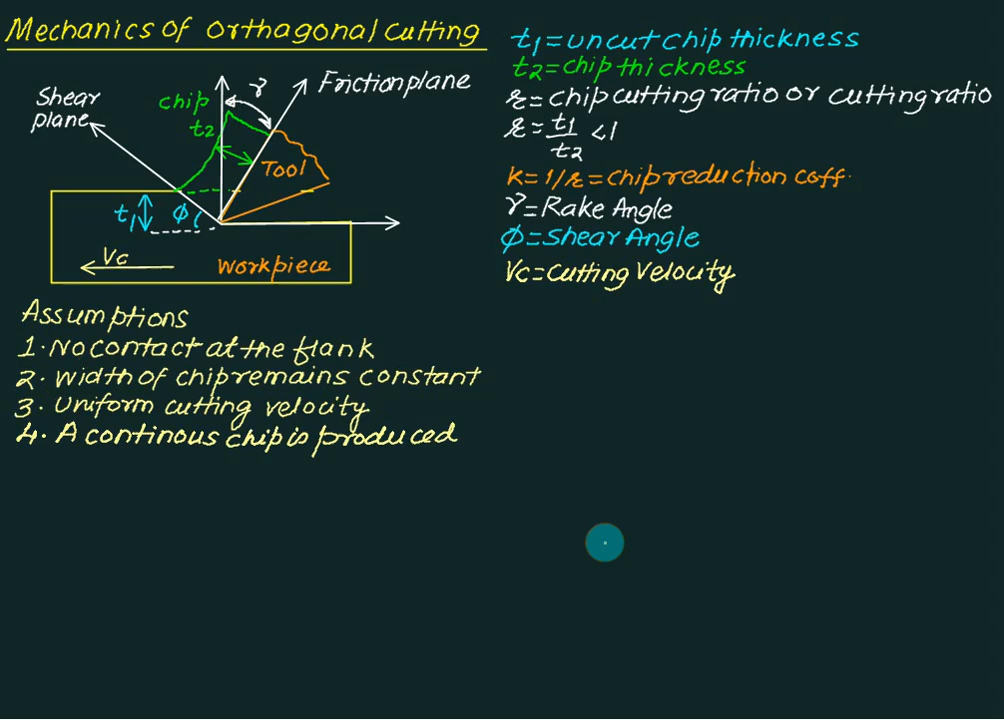 Mechanics of Orthagonal Cutting
Shear plane
chip
t2
γ
Friction plane
Tool
t1
φ
Vc
Workpiece
t1 = uncut chip thickness
t2 = chip thickness
r = chip cutting ratio or cutting ratio
r = t1/t2 < 1
K = 1/r = chip reduction coff.
γ = Rake Angle
φ = Shear Angle
Vc = Cutting Velocity
Assumptions
1. No contact at the flank
2. Width of chip remains constant
3. Uniform cutting velocity
4. A continous chip is produced